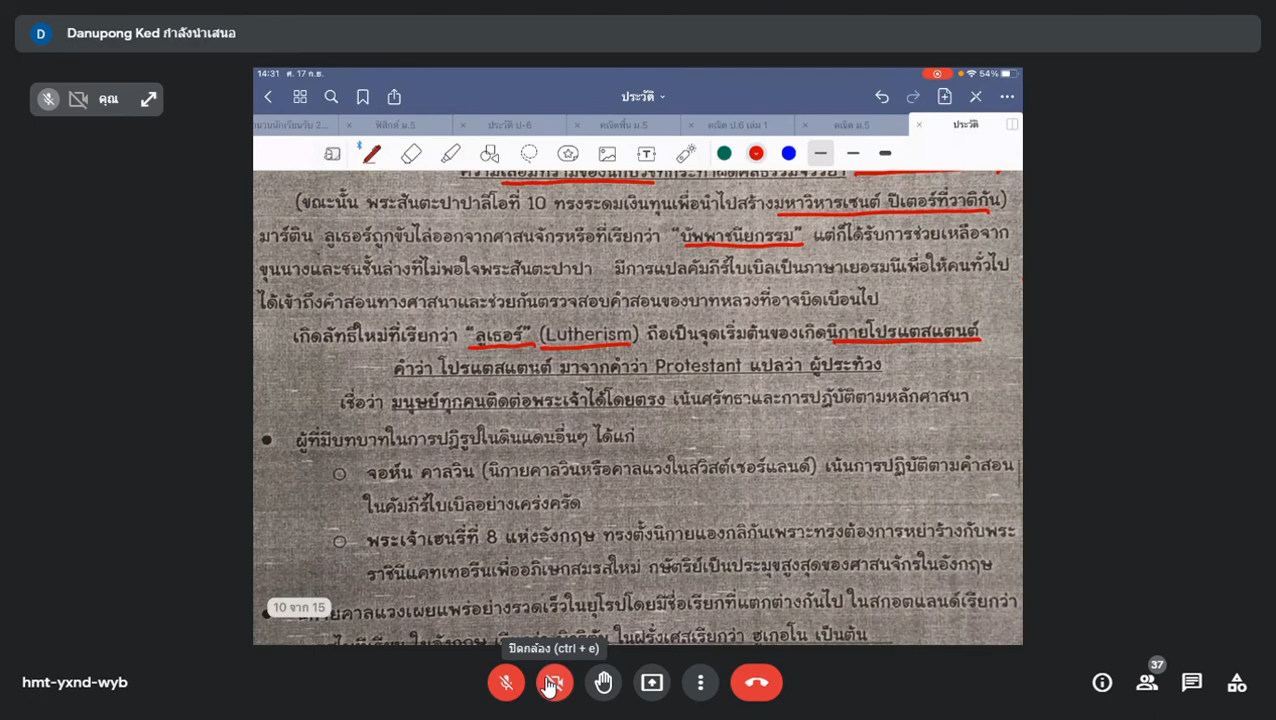 Danupong Ked กำลังนำเสนอ
คุณ
14:31 ศ. 17 ก.ย.
54%
ประวัติ
นวนนักเรียนรับ 2...
ฟิสิกส์ ม.5
ประวัติ ป-6
คณิตพื้น ม.5
คณิต ป.6 เล่ม 1
คณิต ม.5
ประวัติ
(ขณะนั้น พระสันตะปาปาลีโอที่ 10 ทรงระดมเงินทุนเพื่อนำไปสร้างมหาวิหารเซนต์ ปีเตอร์ที่วาติกัน)
มาร์ติน ลูเธอร์ถูกขับไล่ออกจากศาสนจักรหรือที่เรียกว่า "บัพพาชนียกรรม" แต่ก็ได้รับการช่วยเหลือจาก
ขุนนางและชนชั้นล่างที่ไม่พอใจพระสันตะปาปา มีการแปลคัมภีร์ไบเบิลเป็นภาษาเยอรมนีเพื่อให้คนทั่วไป
ได้เข้าถึงคำสอนทางศาสนาและช่วยกันตรวจสอบคำสอนของบาทหลวงที่อาจบิดเบือนไป
เกิดลัทธิใหม่ที่เรียกว่า "ลูเธอร์" (Lutherism) ถือเป็นจุดเริ่มต้นของเกิดนิกายโปรแตสแตนต์
คำว่า โปรแตสแตนต์ มาจากคำว่า Protestant แปลว่า ผู้ประท้วง
เชื่อว่า มนุษย์ทุกคนติดต่อพระเจ้าได้โดยตรง เน้นศรัทธาและการปฏิบัติตามหลักศาสนา
● ผู้ที่มีบทบาทในการปฏิรูปในดินแดนอื่นๆ ได้แก่
○ จอห์น คาลวิน (นิกายคาลวินหรือคาลแวงในสวิสต์เซอร์แลนด์) เน้นการปฏิบัติตามคำสอน
ในคัมภีร์ไบเบิลอย่างเคร่งครัด
○ พระเจ้าเฮนรี่ที่ 8 แห่งอังกฤษ ทรงตั้งนิกายแองกลิกันเพราะทรงต้องการหย่าร้างกับพระ
ราชินีแคทเทอรีนเพื่ออภิเษกสมรสใหม่ กษัตริย์เป็นประมุขสูงสุดของศาสนจักรในอังกฤษ
10 จาก 15
คาลแวงเผยแพร่อย่างรวดเร็วในยุโรปโดยมีชื่อเรียกที่แตกต่างกันไป ในสกอตแลนด์เรียกว่า
ในฝรั่งเศสเรียกว่า ฮูเกอโน เป็นต้น
ปิดกล้อง (ctrl + e)
hmt-yxnd-wyb
37